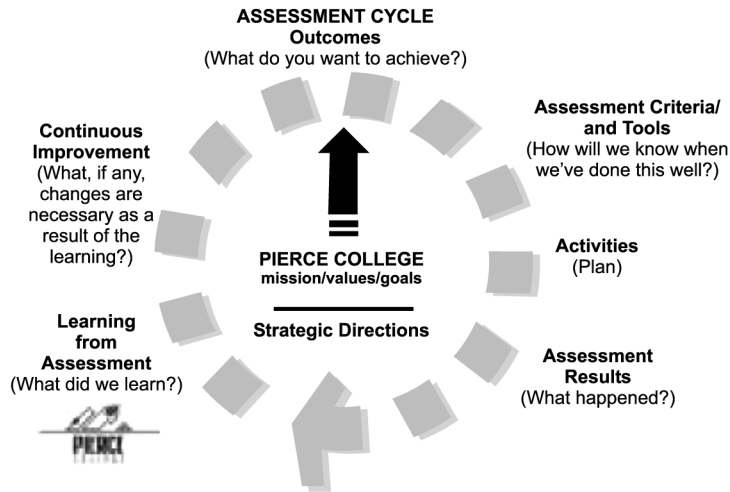 ASSESSMENT CYCLE
Outcomes
(What do you want to achieve?)
Assessment Criteria/
and Tools
(How will we know when
we've done this well?)
Activities
(Plan)
Assessment
Results
(What happened?)
Learning
from
Assessment
(What did we learn?)
Continuous
Improvement
(What, if any,
changes are
necessary as a
result of the
learning?)
PIERCE COLLEGE
mission/values/goals
Strategic Directions
PIERCE